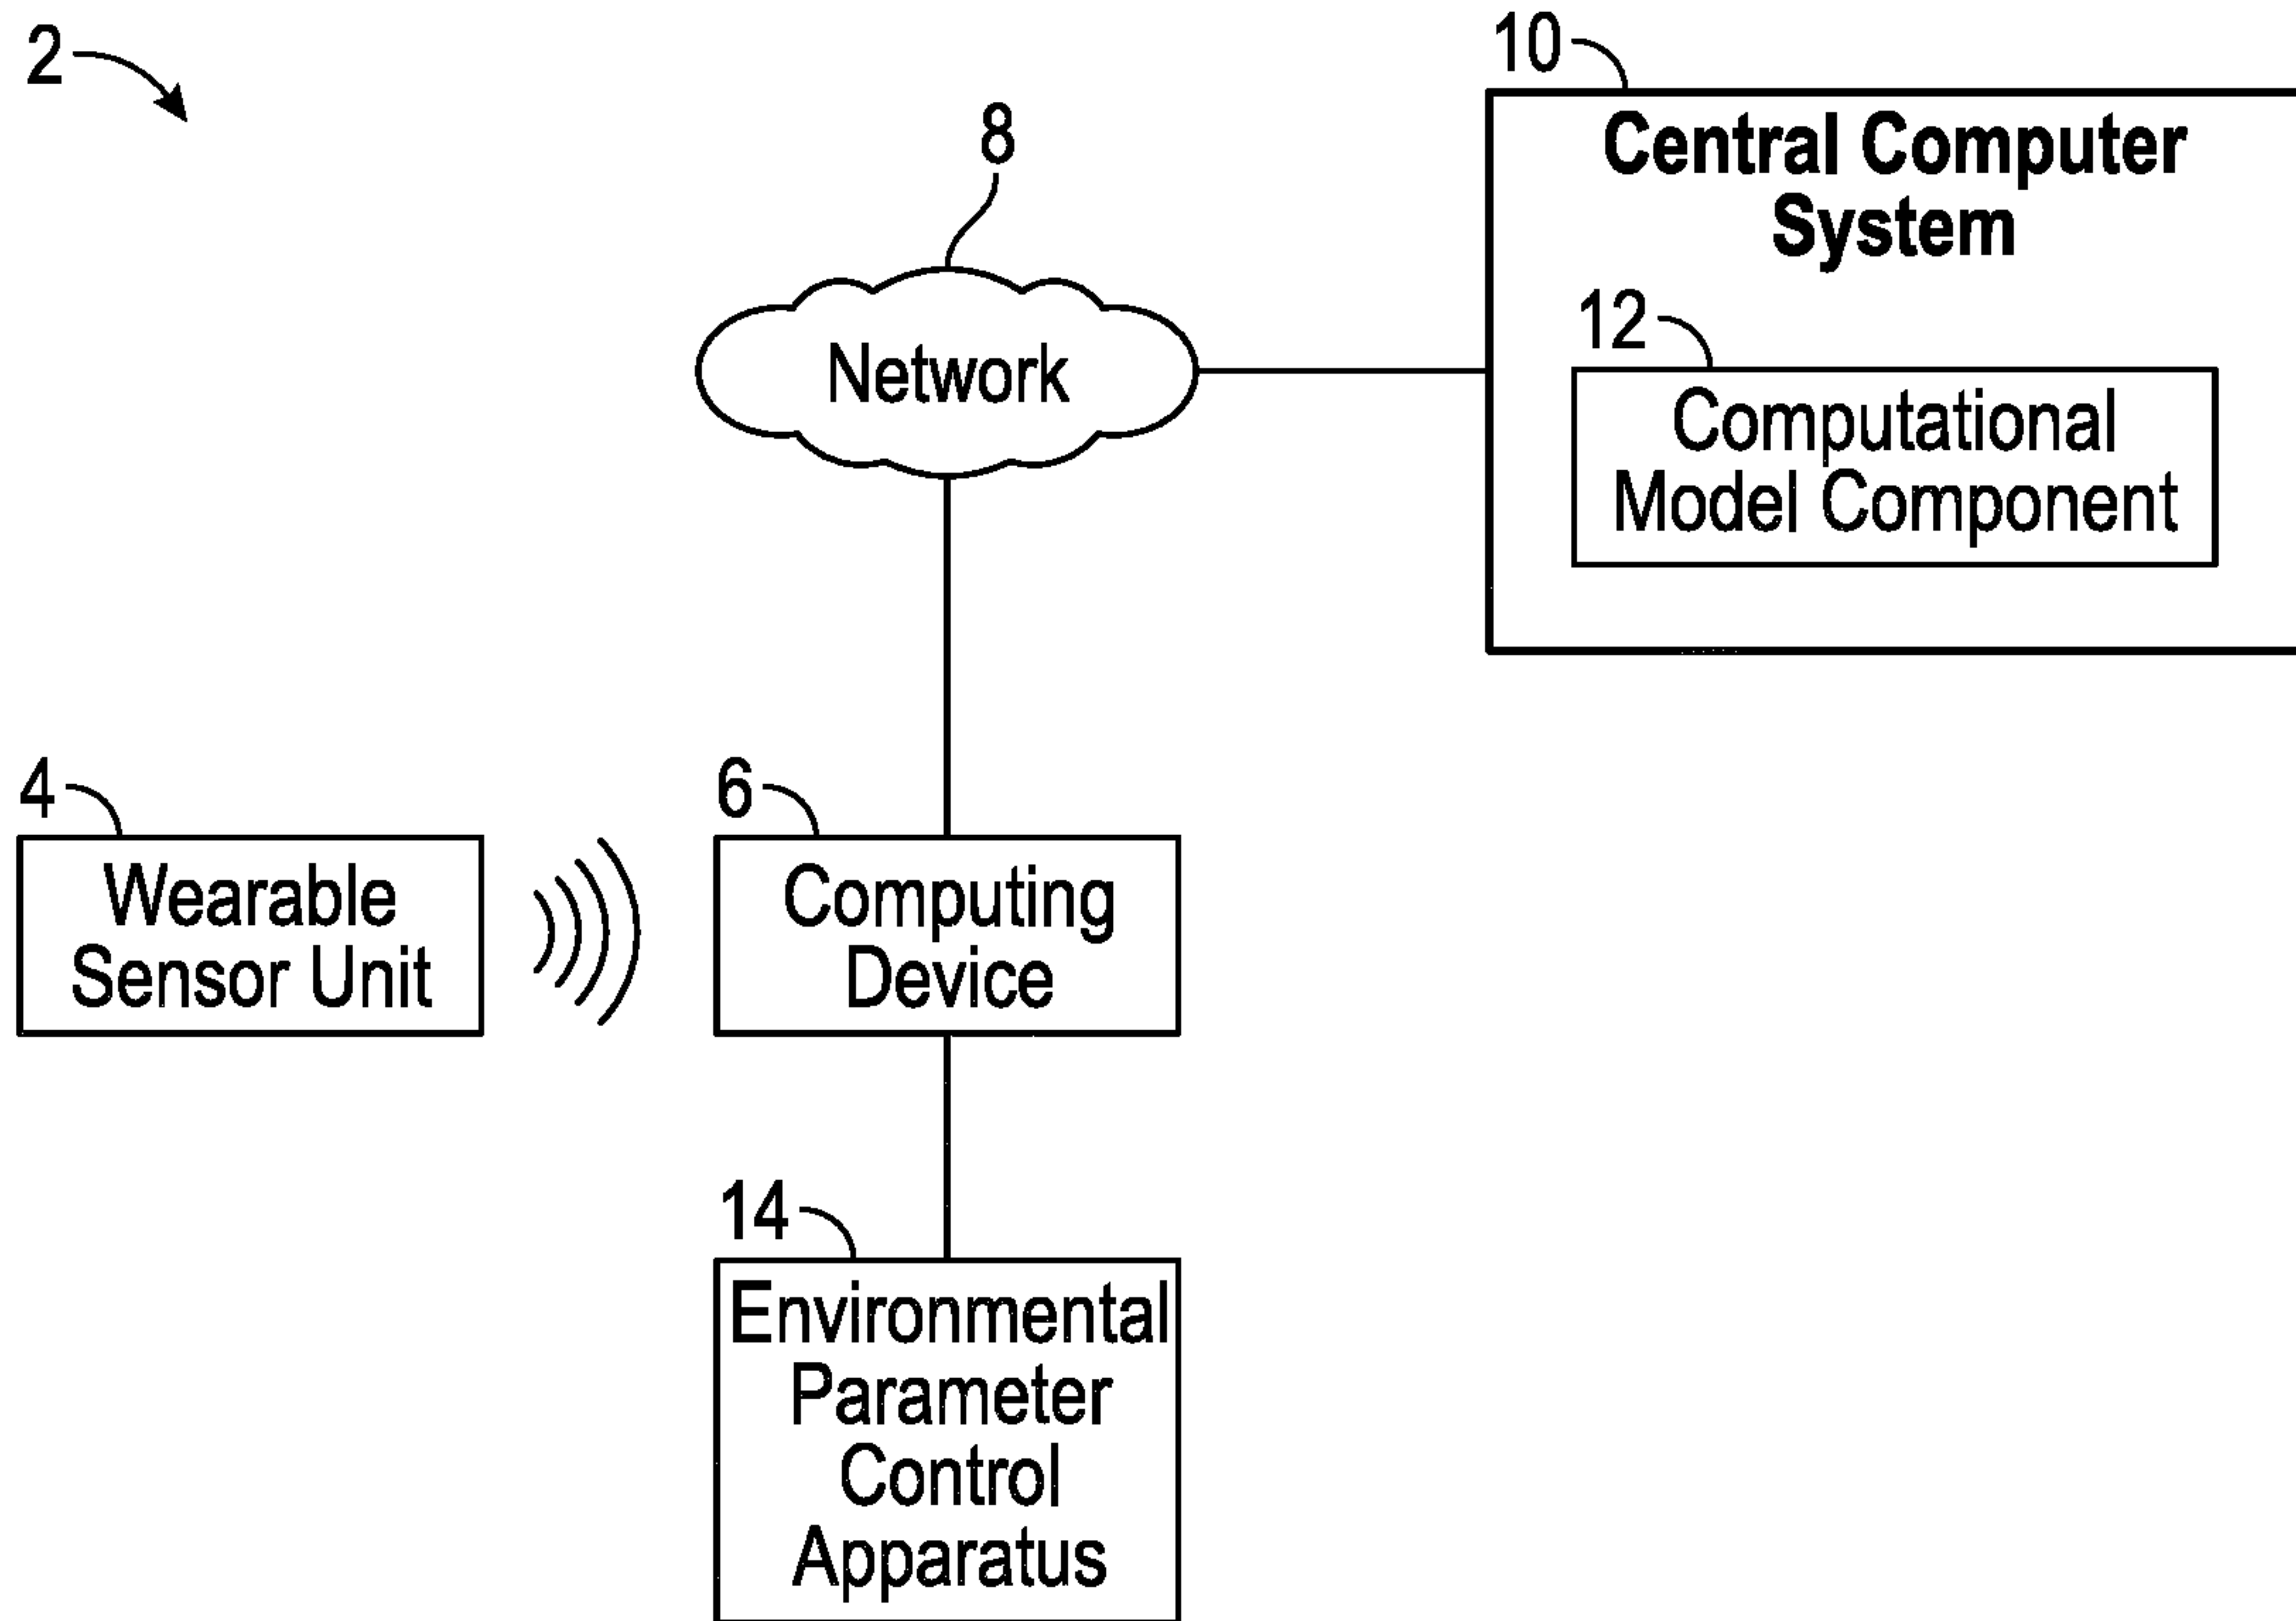 2
10
Central Computer
System
8
12
Network
Computational
Model Component
4
6
Wearable
Sensor Unit
Computing
Device
14
Environmental
Parameter
Control
Apparatus